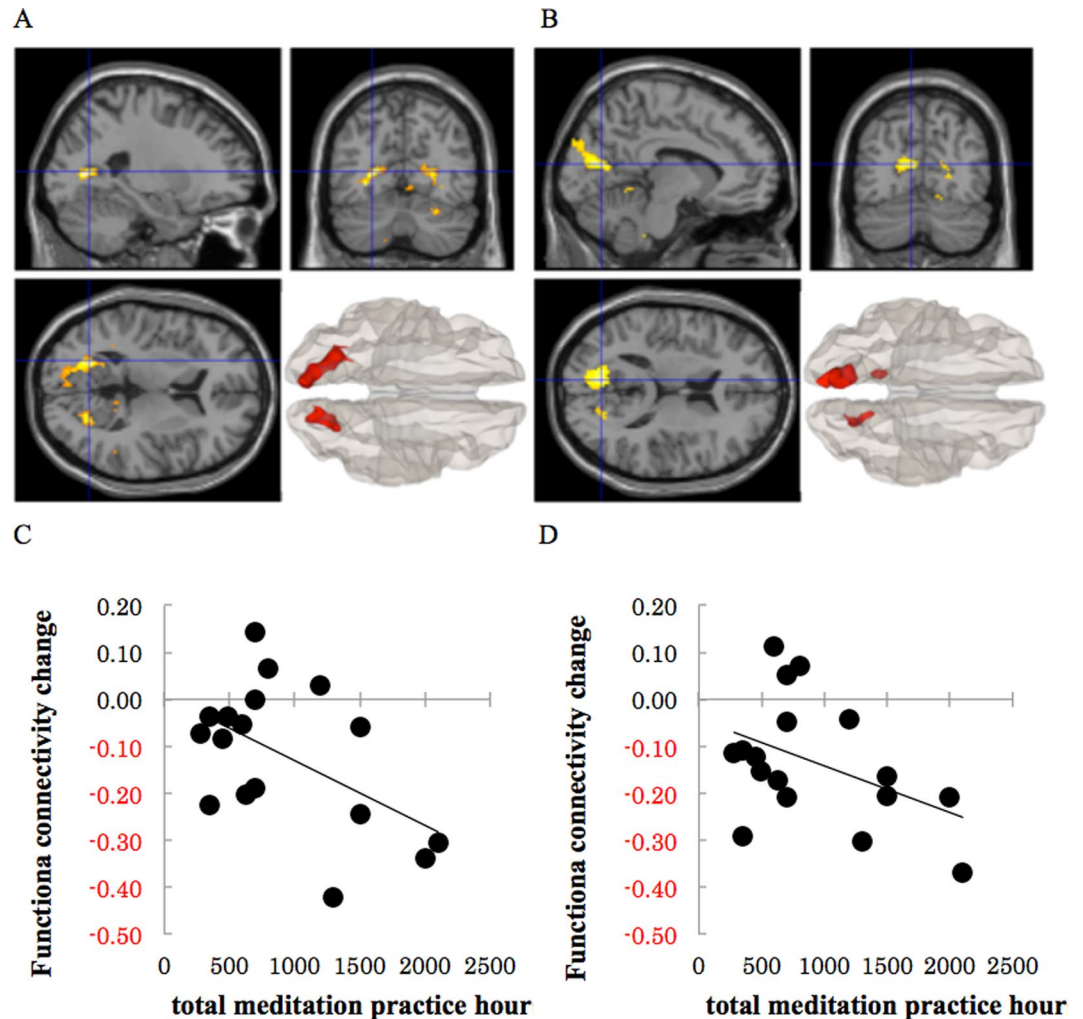 A B
C D
Functiona connectivity change
0.20
0.10
0.00
-0.10
-0.20
-0.30
-0.40
-0.50
0 500 1000 1500 2000 2500
total meditation practice hour
Functiona connectivity change
0.20
0.10
0.00
-0.10
-0.20
-0.30
-0.40
-0.50
0 500 1000 1500 2000 2500
total meditation practice hour